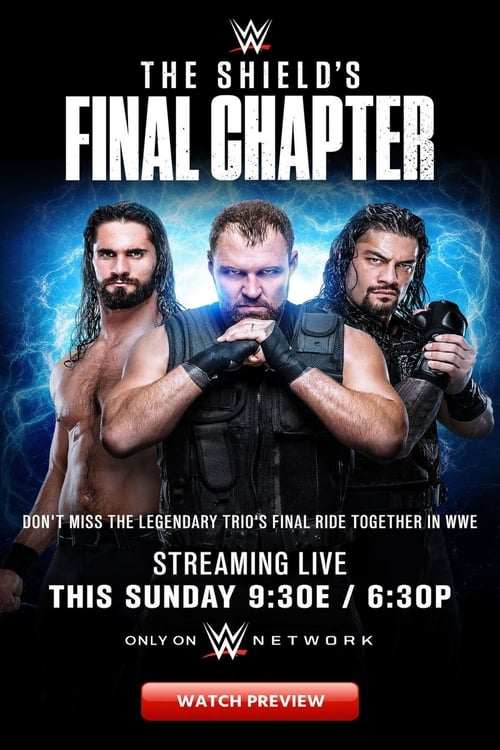 W
THE SHIELD'S
FINAL CHAPTER
DON'T MISS THE LEGENDARY TRIO'S FINAL RIDE TOGETHER IN WWE
STREAMING LIVE
THIS SUNDAY 9:30E / 6:30P
ONLY ON W NETWORK
WATCH PREVIEW